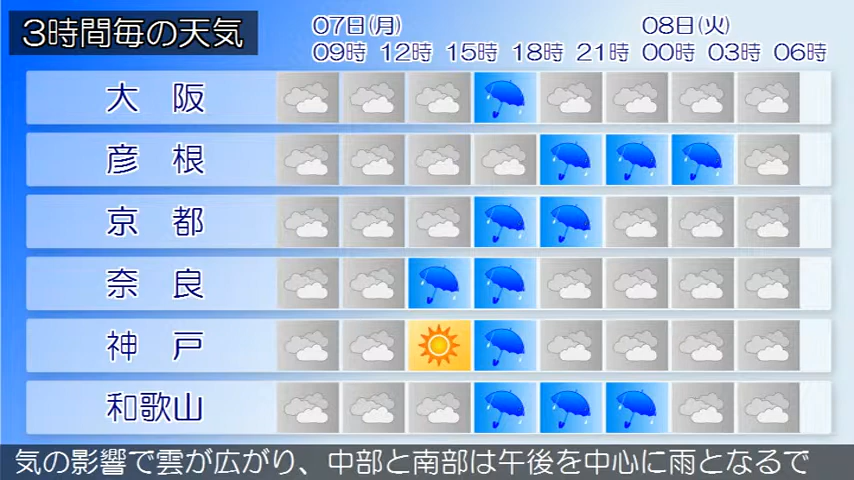 3時間毎の天気
07日(月) 08日(火)
09時 12時 15時 18時 21時 00時 03時 06時
大阪
彦根
京都
奈良
神戸
和歌山
気の影響で雲が広がり、中部と南部は午後を中心に雨となるで